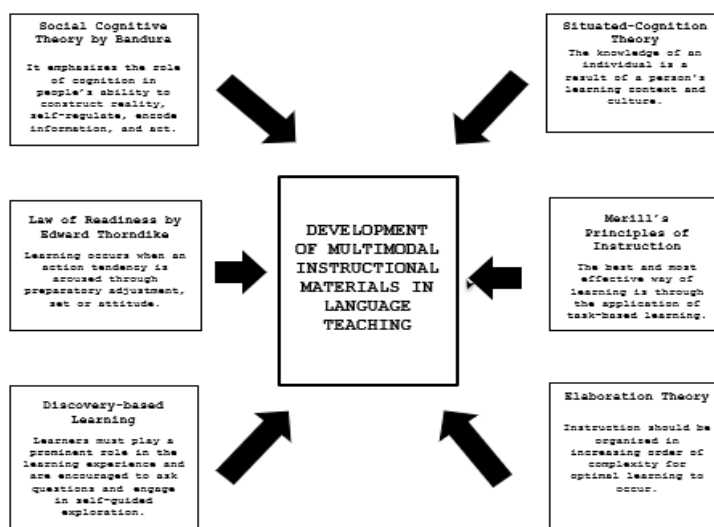 Social Cognitive
Theory by Bandura
It emphasizes the role
of cognition in
people's ability to
construct reality,
self-regulate, encode
information, and act.
Situated-Cognition
Theory
The knowledge of an
individual is a
result of a person's
learning context and
culture.
Law of Readiness by
Edward Thorndike
Learning occurs when an
action tendency is
aroused through
preparatory adjustment,
set or attitude.
DEVELOPMENT
OF MULTIMODAL
INSTRUCTIONAL
MATERIALS IN
LANGUAGE
TEACHING
Merill's
Principles of
Instruction
The best and most
effective way of
learning is through
the application of
task-based learning.
Discovery-based
Learning
Learners must play a
prominent role in the
learning experience and
are encouraged to ask
questions and engage
in self-guided
exploration.
Elaboration Theory
Instruction should be
organized in
increasing order of
complexity for
optimal learning to
occur.